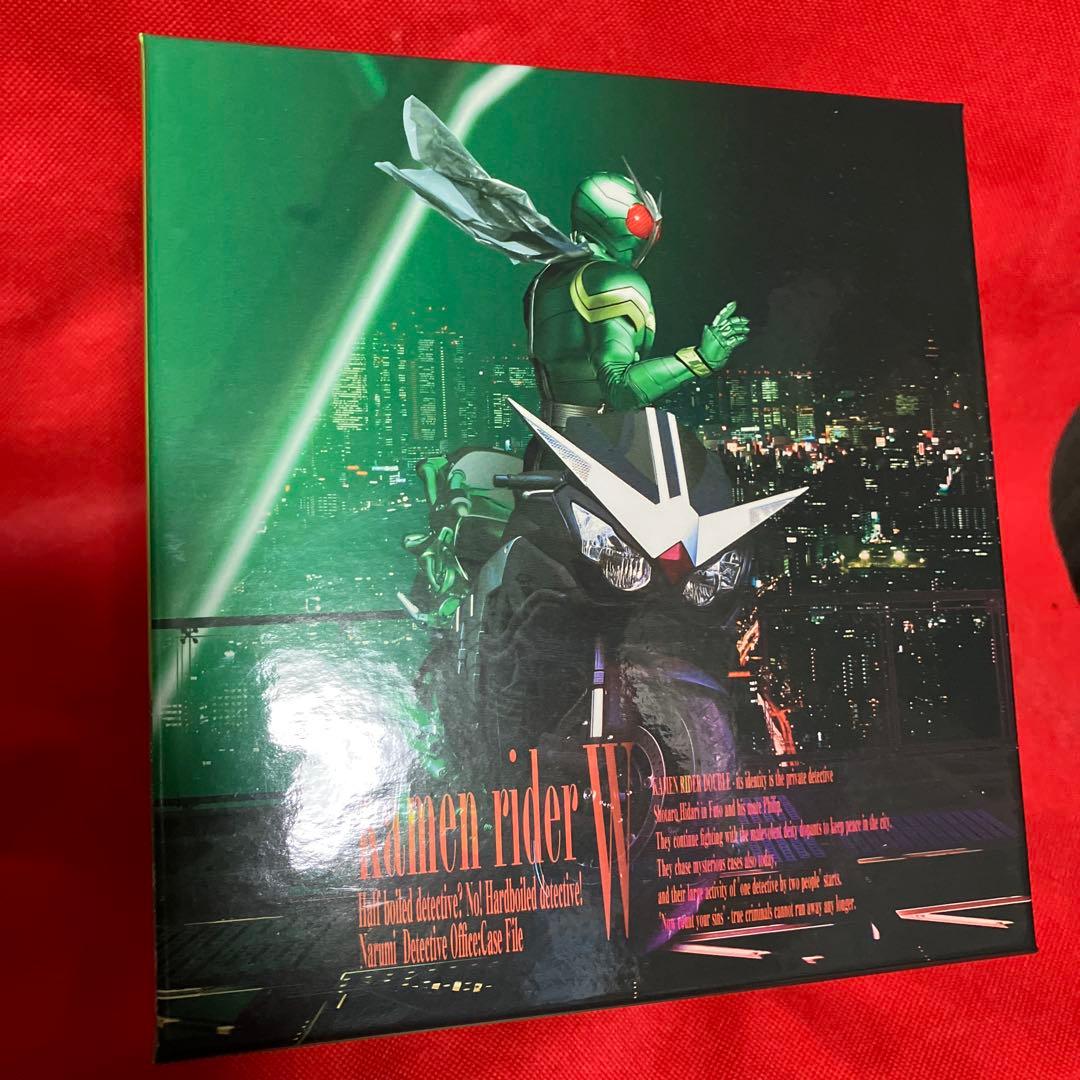 Kamen rider W
Half boiled detective? No! Hardboiled detective!
Narumi Detective Office:Case File
KAMEN RIDER DOUBLE - its identity is the private detective
Shotaro Hidari in Futo and his mate Philip.
They continue fighting with the malevolent deity dopants to keep peace in the city.
They chase mysterious cases also today,
and their large activity of "one detective by two people" starts.
"Now count your sins" - true criminals cannot run away any longer.